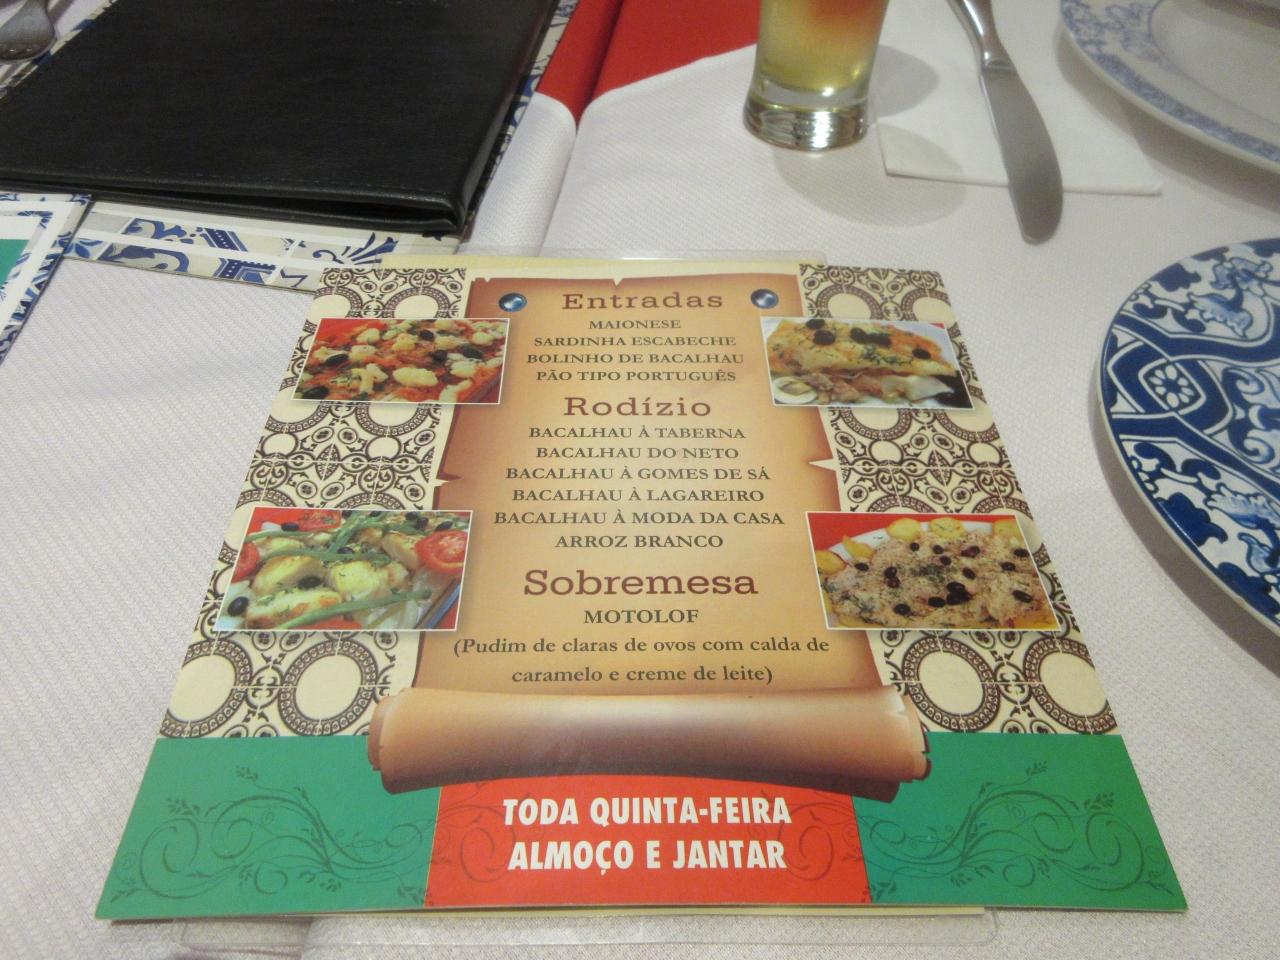 Entradas
MAIONESE
SARDINHA ESCABECHE
BOLINHO DE BACALHAU
PÃO TIPO PORTUGUÊS
Rodízio
BACALHAU À TABERNA
BACALHAU DO NETO
BACALHAU À GOMES DE SÁ
BACALHAU À LAGAREIRO
BACALHAU À MODA DA CASA
ARROZ BRANCO
Sobremesa
MOTOLOF
(Pudim de claras de ovos com calda de
caramelo e creme de leite)
TODA QUINTA-FEIRA
ALMOÇO E JANTAR